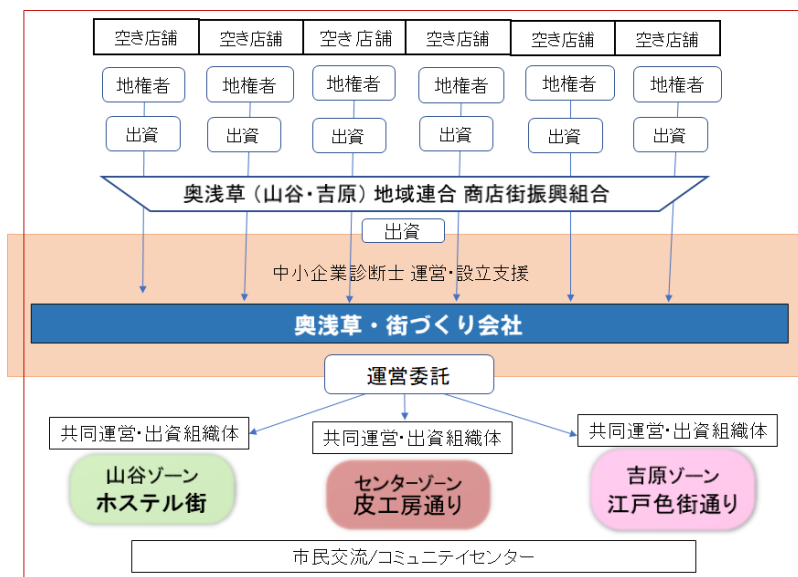 空き店舗 空き店舗 空き店舗 空き店舗 空き店舗 空き店舗
地権者 地権者 地権者 地権者 地権者 地権者
出資 出資 出資 出資 出資 出資
奥浅草（山谷・吉原）地域連合 商店街振興組合
出資
中小企業診断士 運営・設立支援
奥浅草・街づくり会社
運営委託
共同運営・出資組織体 共同運営・出資組織体 共同運営・出資組織体
山谷ゾーン センターゾーン 吉原ゾーン
ホステル街 皮工房通り 江戸色街通り
市民交流/コミュニテイセンター